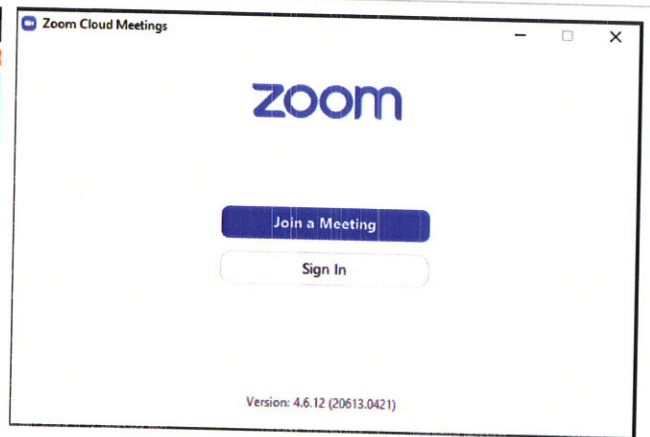 Zoom Cloud Meetings
zoom
Join a Meeting
Sign In
Version: 4.6.12 (20613.0421)